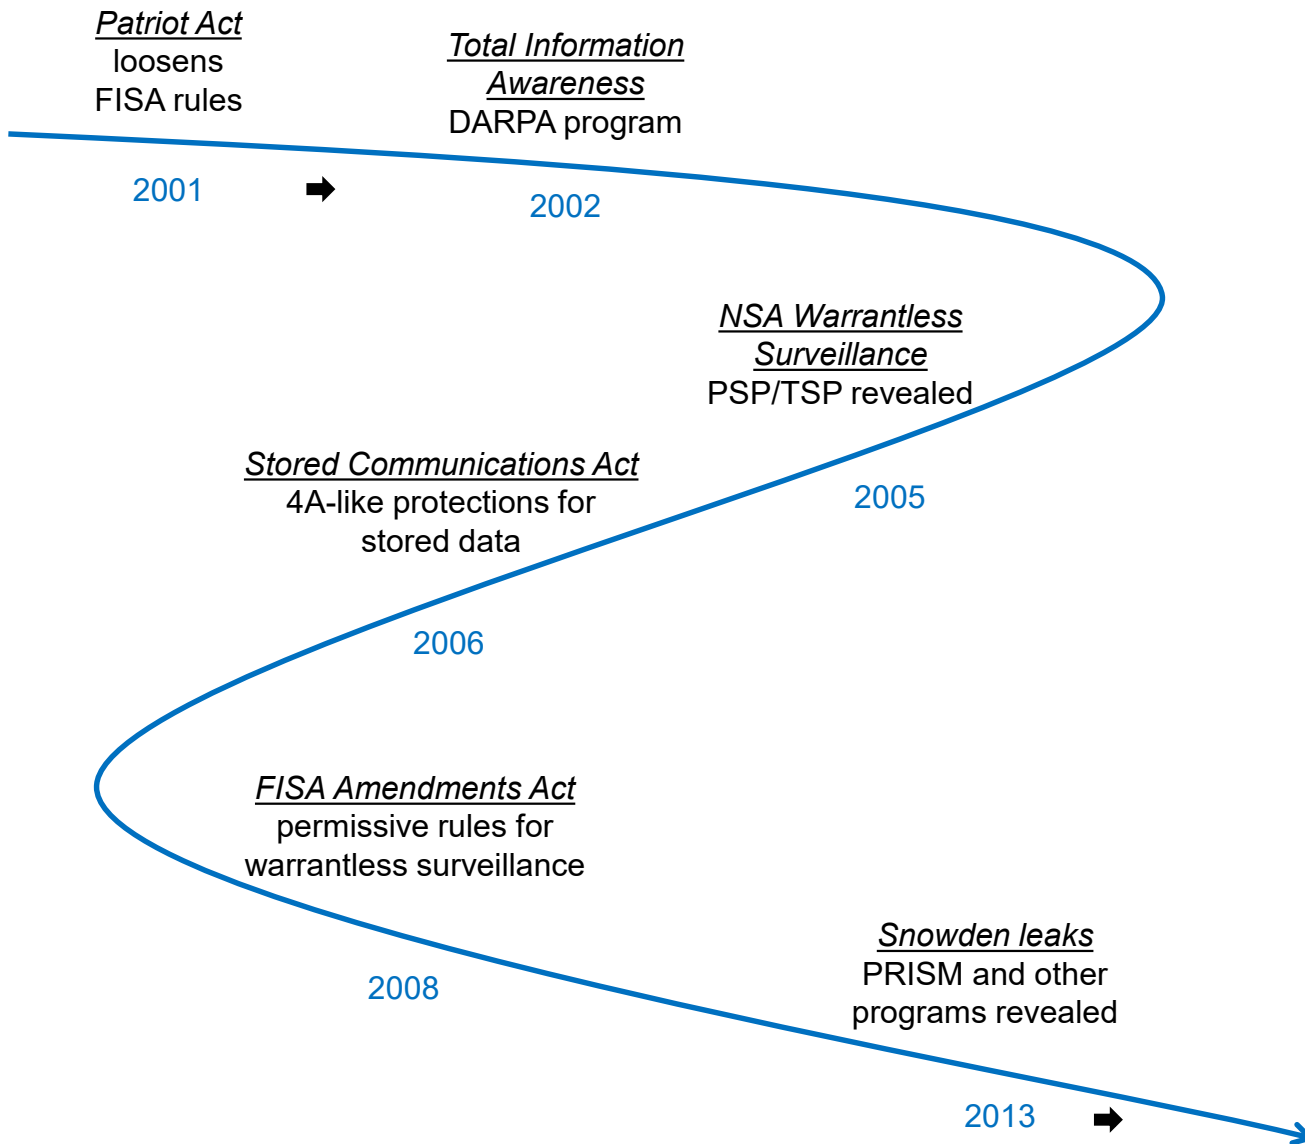 Patriot Act
loosens
FISA rules
2001
Total Information
Awareness
DARPA program
2002
NSA Warrantless
Surveillance
PSP/TSP revealed
2005
Stored Communications Act
4A-like protections for
stored data
2006
FISA Amendments Act
permissive rules for
warrantless surveillance
2008
Snowden leaks
PRISM and other
programs revealed
2013